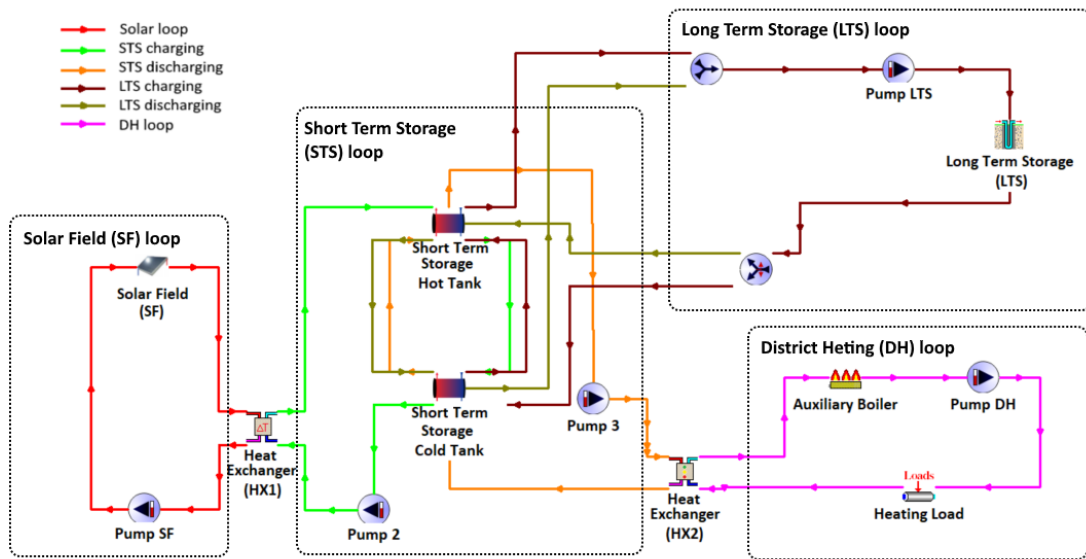 Solar loop
STS charging
STS discharging
LTS charging
LTS discharging
DH loop
Long Term Storage (LTS) loop
Pump LTS
Long Term Storage
(LTS)
Short Term Storage
(STS) loop
Short Term
Storage
Hot Tank
Short Term
Storage
Cold Tank
Pump 3
Pump 2
Solar Field (SF) loop
Solar Field
(SF)
ΔT
Heat
Exchanger
(HX1)
Pump SF
District Heting (DH) loop
Auxiliary Boiler
Pump DH
Loads
Heating Load
Heat
Exchanger
(HX2)